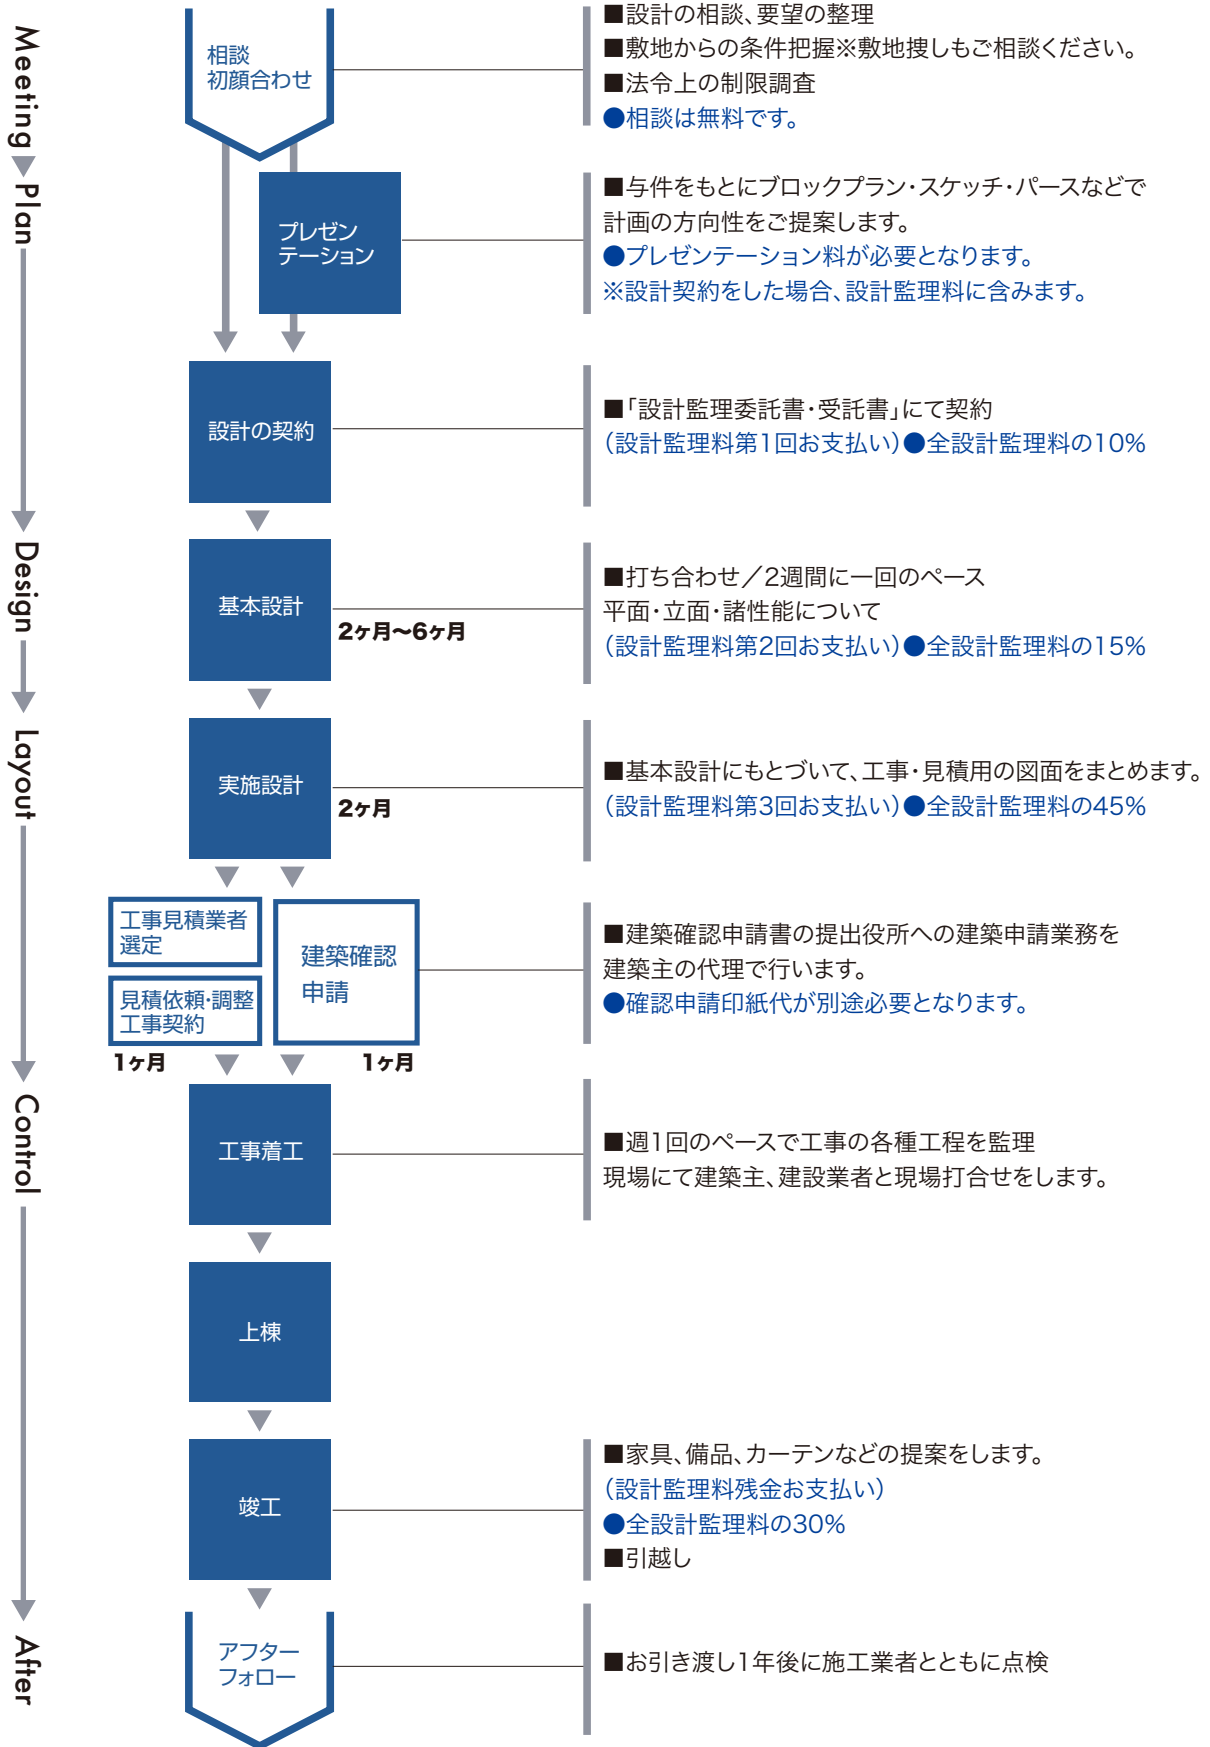 Meeting
Plan
Design
Layout
Control
After
相談
初顔合わせ
■設計の相談、要望の整理
■敷地からの条件把握※敷地捜しもご相談ください。
■法令上の制限調査
●相談は無料です。
プレゼン
テーション
■与件をもとにブロックプラン・スケッチ・パースなどで
計画の方向性をご提案します。
●プレゼンテーション料が必要となります。
※設計契約をした場合、設計監理料に含みます。
設計の契約
■「設計監理委託書・受託書」にて契約
（設計監理料第1回お支払い）●全設計監理料の10%
基本設計
2ヶ月〜6ヶ月
■打ち合わせ／2週間に一回のペース
平面・立面・諸性能について
（設計監理料第2回お支払い）●全設計監理料の15%
実施設計
2ヶ月
■基本設計にもとづいて、工事・見積用の図面をまとめます。
（設計監理料第3回お支払い）●全設計監理料の45%
工事見積業者
選定
見積依頼・調整
工事契約
1ヶ月
建築確認
申請
1ヶ月
■建築確認申請書の提出役所への建築申請業務を
建築主の代理で行います。
●確認申請印紙代が別途必要となります。
工事着工
■週1回のペースで工事の各種工程を監理
現場にて建築主、建設業者と現場打合せをします。
上棟
竣工
■家具、備品、カーテンなどの提案をします。
（設計監理料残金お支払い）
●全設計監理料の30%
■引越し
アフター
フォロー
■お引き渡し1年後に施工業者とともに点検